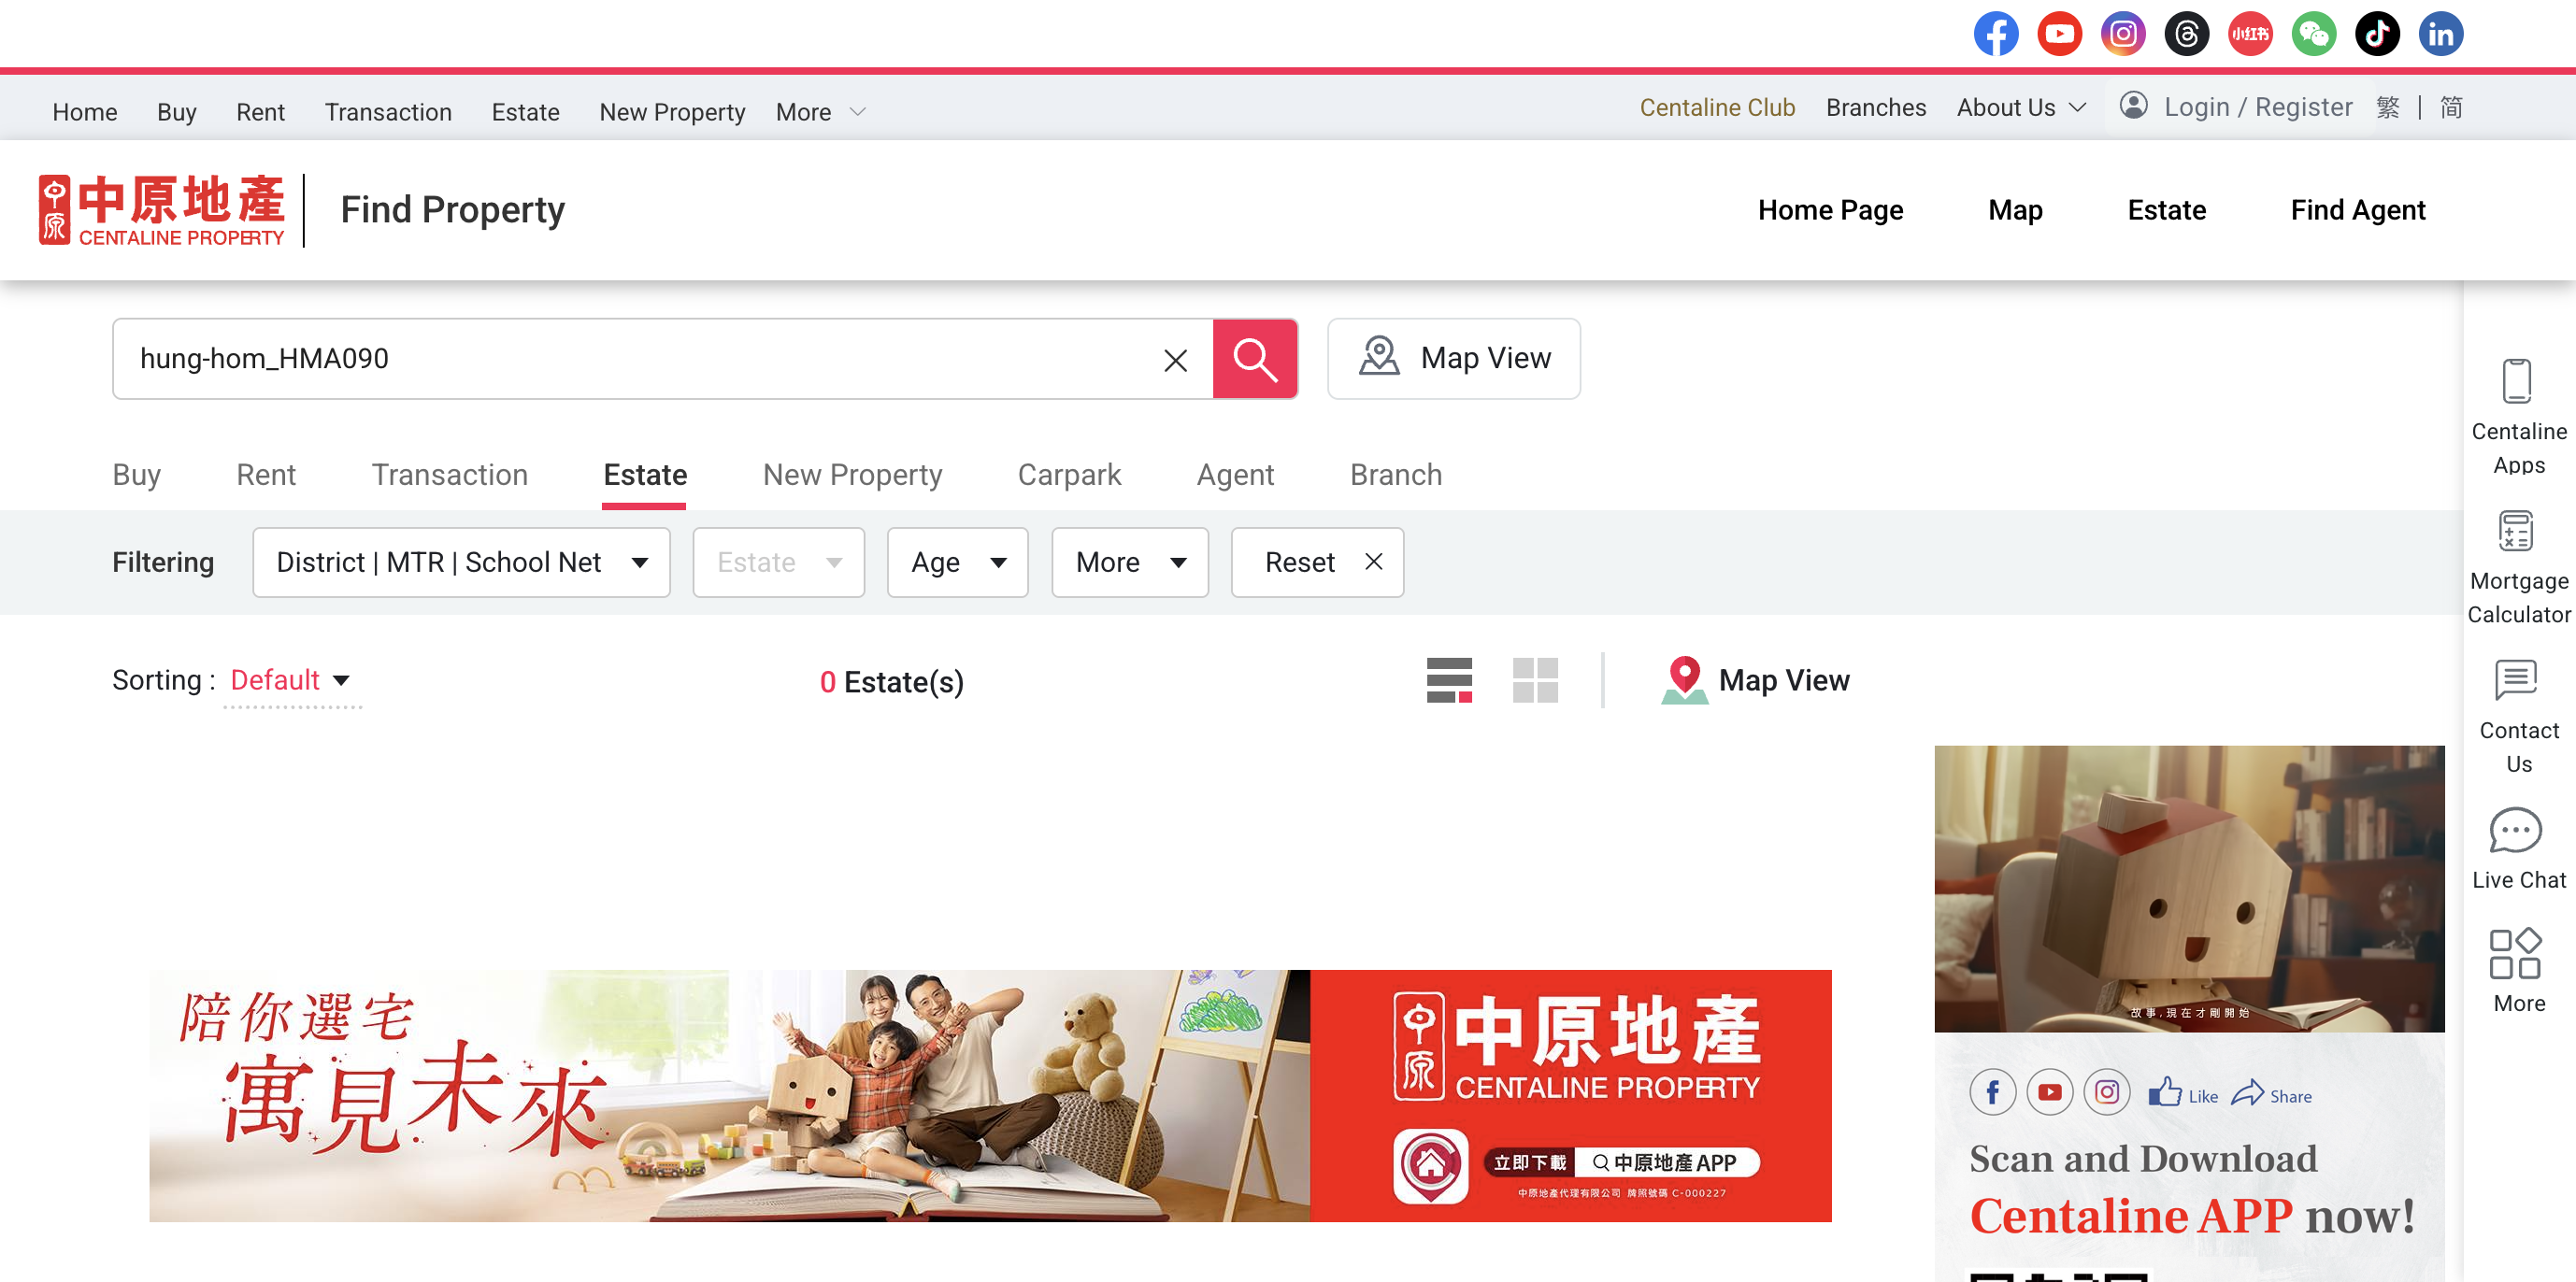 小红书
Home Buy Rent Transaction Estate New Property More
Centaline Club Branches About Us Login / Register 繁 | 简
中原 中原地產
CENTALINE PROPERTY
Find Property
Home Page Map Estate Find Agent
hung-hom_HMA090
Map View
Buy Rent Transaction Estate New Property Carpark Agent Branch
Filtering District | MTR | School Net Estate Age More Reset
Sorting : Default
0 Estate(s)
Map View
Centaline
Apps
Mortgage
Calculator
Contact
Us
Live Chat
More
陪你選宅
寓見未來
中原 中原地產
CENTALINE PROPERTY
立即下載 中原地產 APP
中原地產代理有限公司 牌照號碼 C-000227
故事,現在才剛開始
Like Share
Scan and Download
Centaline APP now!